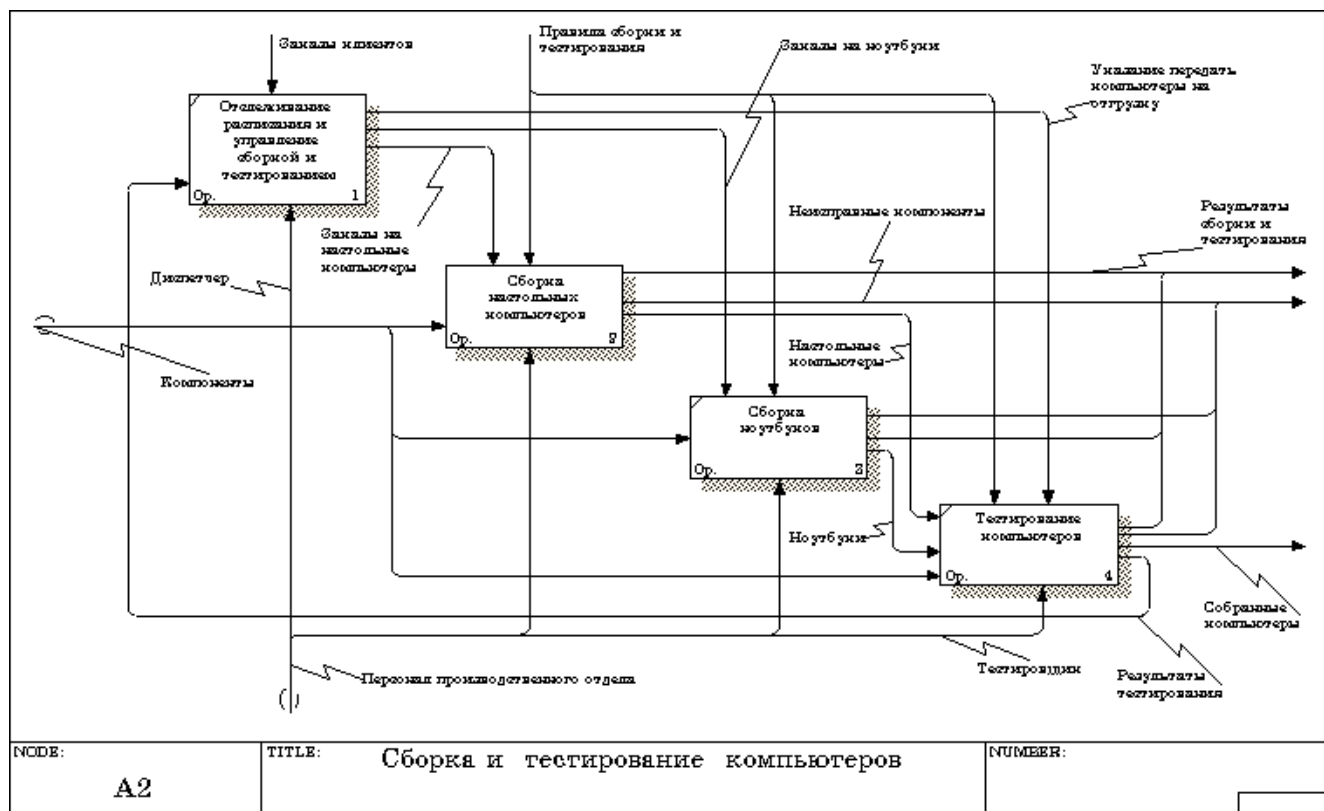 Заказы клиентов
Правила сборки и
тестирования
Заказы на ноутбуки
Указание передать
компьютеры на
отгрузку
Отслеживание
расписания и
управление
сборкой и
тестированием
Ор.
1
Заказы на
настольные
компьютеры
Неисправные компоненты
Результаты
сборки и
тестирования
Диспетчер
Сборка
настольных
компьютеров
Ор.
2
Компоненты
Настольные
компьютеры
Сборка
ноутбуков
Ор.
3
Ноутбуки
Тестирование
компьютеров
Ор.
4
Собранные
компьютеры
Персонал производственного отдела
Тестировщик
Результаты
тестирования
NODE:
A2
TITLE:
Сборка и тестирование компьютеров
NUMBER: